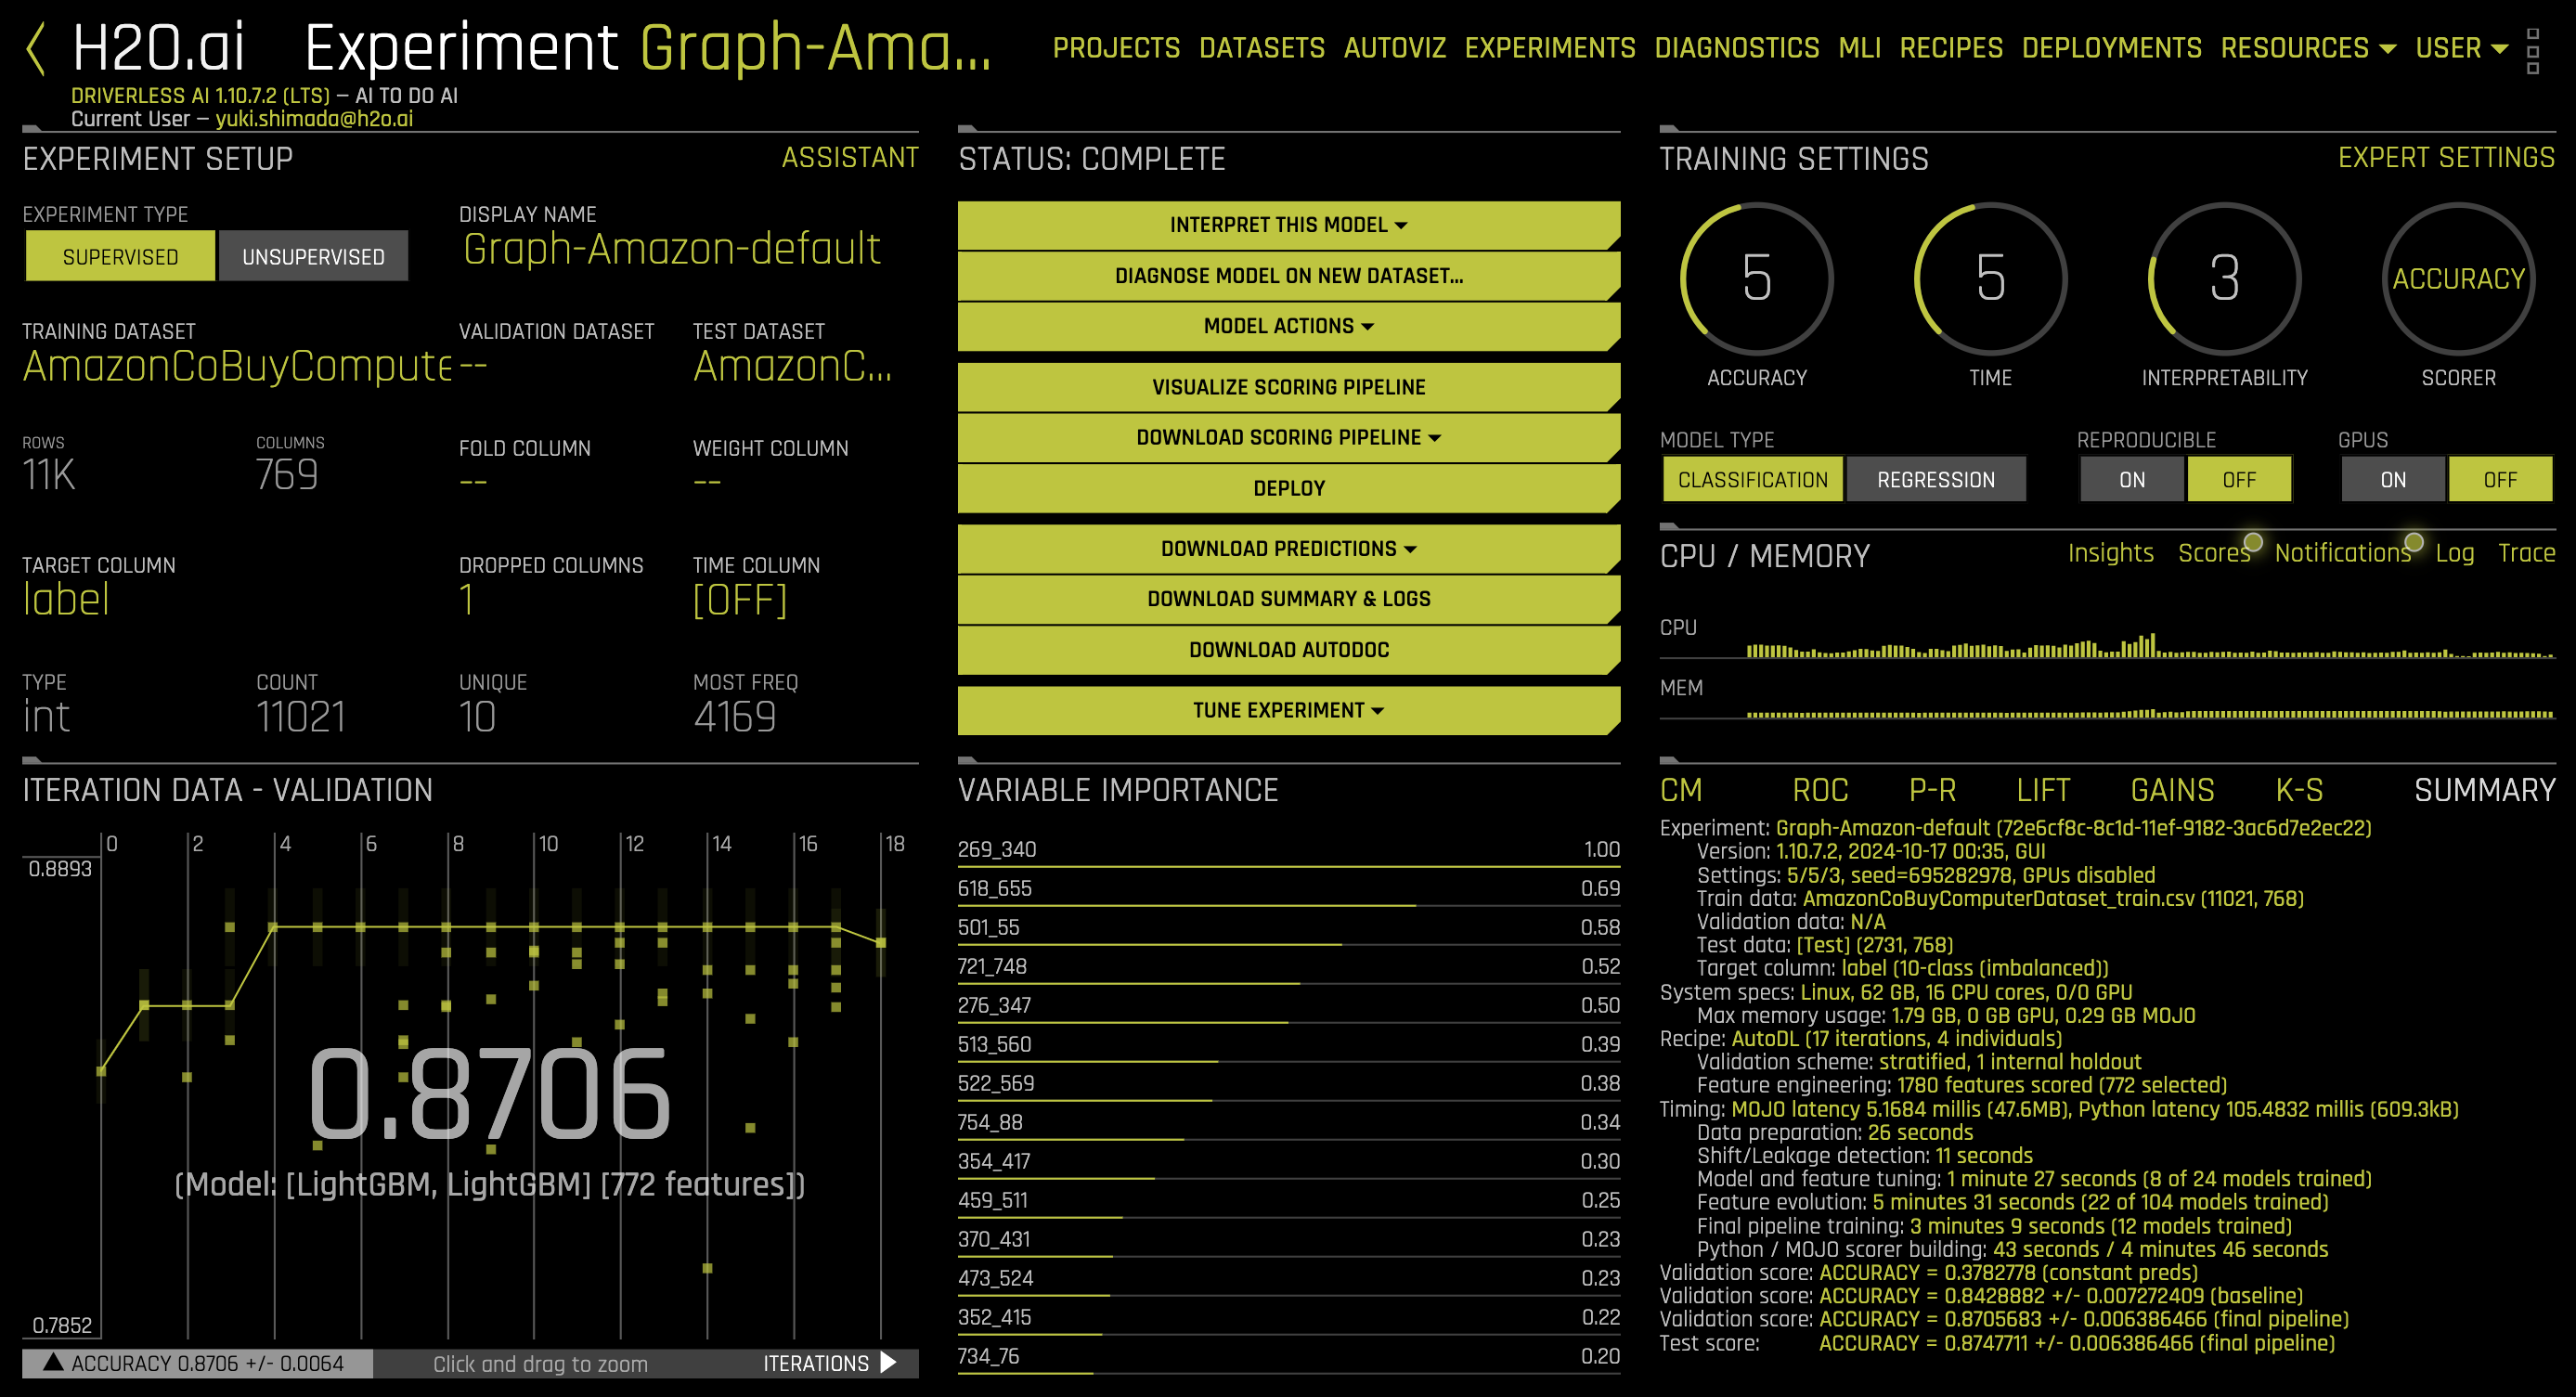 H2O.ai Experiment Graph-Ama...
PROJECTS DATASETS AUTOVIZ EXPERIMENTS DIAGNOSTICS MLI RECIPES DEPLOYMENTS RESOURCES USER
DRIVERLESS AI 1.10.7.2 (LTS) – AI TO DO AI
Current User – yuki.shimada@h2o.ai
EXPERIMENT SETUP ASSISTANT
EXPERIMENT TYPE DISPLAY NAME
SUPERVISED UNSUPERVISED Graph-Amazon-default
TRAINING DATASET VALIDATION DATASET TEST DATASET
AmazonCoBuyCompute -- AmazonC...
ROWS COLUMNS FOLD COLUMN WEIGHT COLUMN
11K 769 -- --
TARGET COLUMN DROPPED COLUMNS TIME COLUMN
label 1 [OFF]
TYPE COUNT UNIQUE MOST FREQ
int 11021 10 4169
STATUS: COMPLETE
INTERPRET THIS MODEL
DIAGNOSE MODEL ON NEW DATASET...
MODEL ACTIONS
VISUALIZE SCORING PIPELINE
DOWNLOAD SCORING PIPELINE
DEPLOY
DOWNLOAD PREDICTIONS
DOWNLOAD SUMMARY & LOGS
DOWNLOAD AUTODOC
TUNE EXPERIMENT
TRAINING SETTINGS EXPERT SETTINGS
5 5 3 ACCURACY
ACCURACY TIME INTERPRETABILITY SCORER
MODEL TYPE REPRODUCIBLE GPUS
CLASSIFICATION REGRESSION ON OFF ON OFF
CPU / MEMORY Insights Scores Notifications Log Trace
CPU
MEM
ITERATION DATA - VALIDATION
0 2 4 6 8 10 12 14 16 18
0.8893
0.8706
(Model: [LightGBM, LightGBM] [772 features])
0.7852
ACCURACY 0.8706 +/- 0.0064 Click and drag to zoom ITERATIONS
VARIABLE IMPORTANCE
269_340 1.00
618_655 0.69
501_55 0.58
721_748 0.52
276_347 0.50
513_560 0.39
522_569 0.38
754_88 0.34
354_417 0.30
459_511 0.25
370_431 0.23
473_524 0.23
352_415 0.22
734_76 0.20
CM ROC P-R LIFT GAINS K-S SUMMARY
Experiment: Graph-Amazon-default (72e6cf8c-8c1d-11ef-9182-3ac6d7e2ec22)
Version: 1.10.7.2, 2024-10-17 00:35, GUI
Settings: 5/5/3, seed=695282978, GPUs disabled
Train data: AmazonCoBuyComputerDataset_train.csv (11021, 768)
Validation data: N/A
Test data: [Test] (2731, 768)
Target column: label (10-class (imbalanced))
System specs: Linux, 62 GB, 16 CPU cores, 0/0 GPU
Max memory usage: 1.79 GB, 0 GB GPU, 0.29 GB MOJO
Recipe: AutoDL (17 iterations, 4 individuals)
Validation scheme: stratified, 1 internal holdout
Feature engineering: 1780 features scored (772 selected)
Timing: MOJO latency 5.1684 millis (47.6MB), Python latency 105.4832 millis (609.3kB)
Data preparation: 26 seconds
Shift/Leakage detection: 11 seconds
Model and feature tuning: 1 minute 27 seconds (8 of 24 models trained)
Feature evolution: 5 minutes 31 seconds (22 of 104 models trained)
Final pipeline training: 3 minutes 9 seconds (12 models trained)
Python / MOJO scorer building: 43 seconds / 4 minutes 46 seconds
Validation score: ACCURACY = 0.3782778 (constant preds)
Validation score: ACCURACY = 0.8428882 +/- 0.007272409 (baseline)
Validation score: ACCURACY = 0.8705683 +/- 0.006386466 (final pipeline)
Test score: ACCURACY = 0.8747711 +/- 0.006386466 (final pipeline)